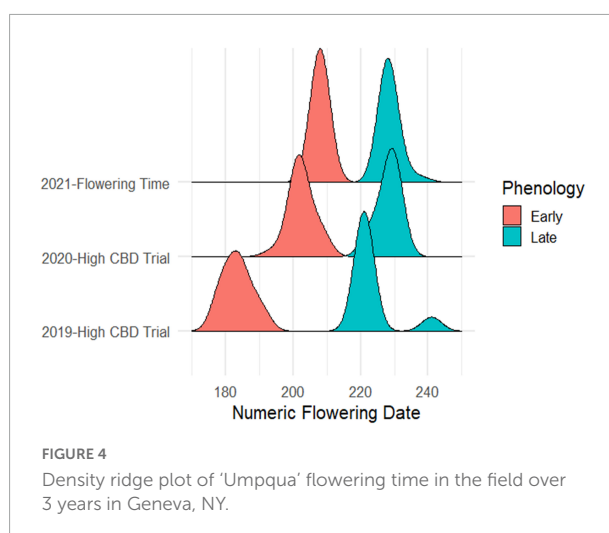 2021-Flowering Time
2020-High CBD Trial
2019-High CBD Trial
180 200 220 240
Numeric Flowering Date
Phenology
Early
Late
FIGURE 4
Density ridge plot of ‘Umpqua’ flowering time in the field over
3 years in Geneva, NY.